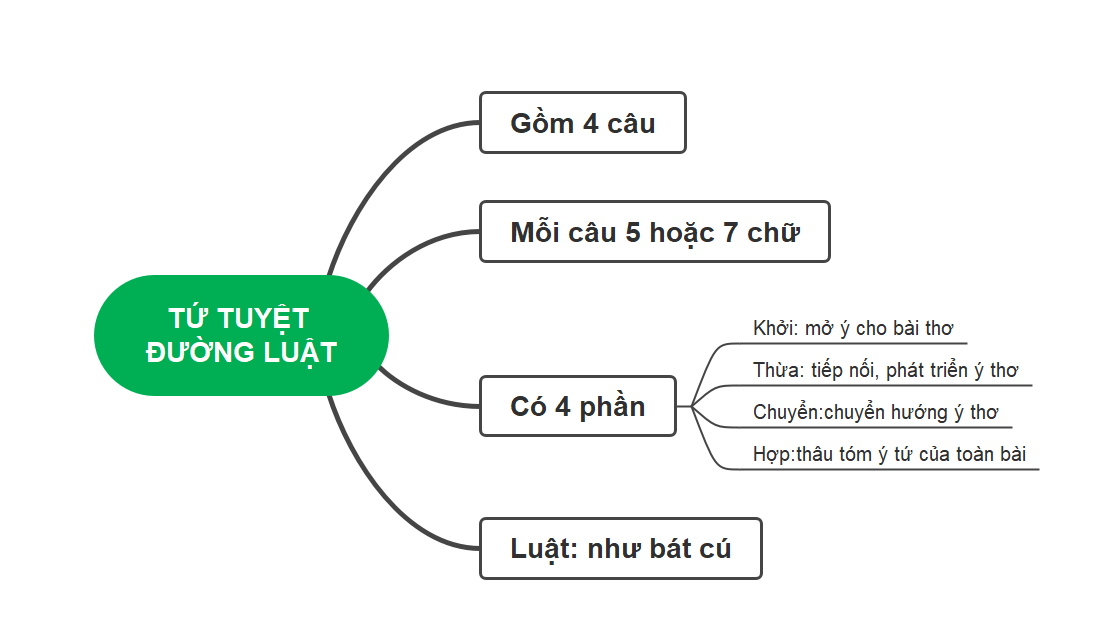 TỨ TUYỆT
ĐƯỜNG LUẬT
Gồm 4 câu
Mỗi câu 5 hoặc 7 chữ
Có 4 phần
Khởi: mở ý cho bài thơ
Thừa: tiếp nối, phát triển ý thơ
Chuyển:chuyển hướng ý thơ
Hợp:thâu tóm ý tứ của toàn bài
Luật: như bát cú